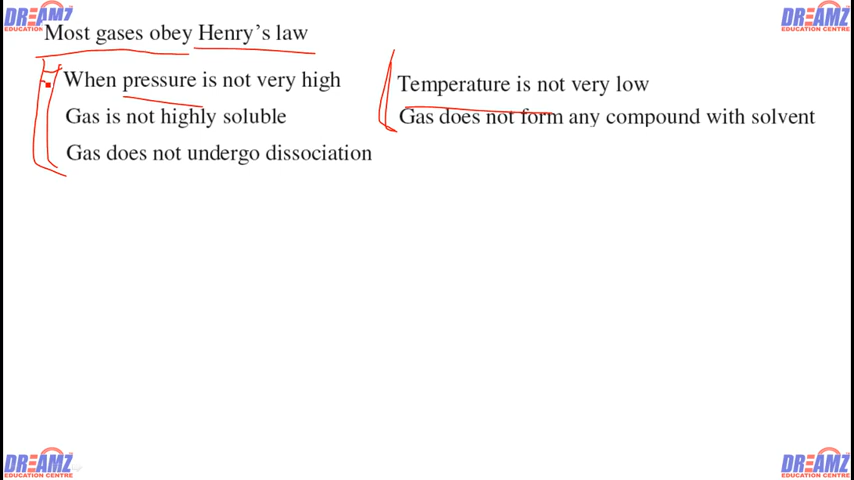 DREAMZ
EDUCATION CENTRE
DREAMZ
EDUCATION CENTRE
Most gases obey Henry's law
When pressure is not very high
Temperature is not very low
Gas is not highly soluble
Gas does not form any compound with solvent
Gas does not undergo dissociation
DREAMZ
EDUCATION CENTRE
DREAMZ
EDUCATION CENTRE